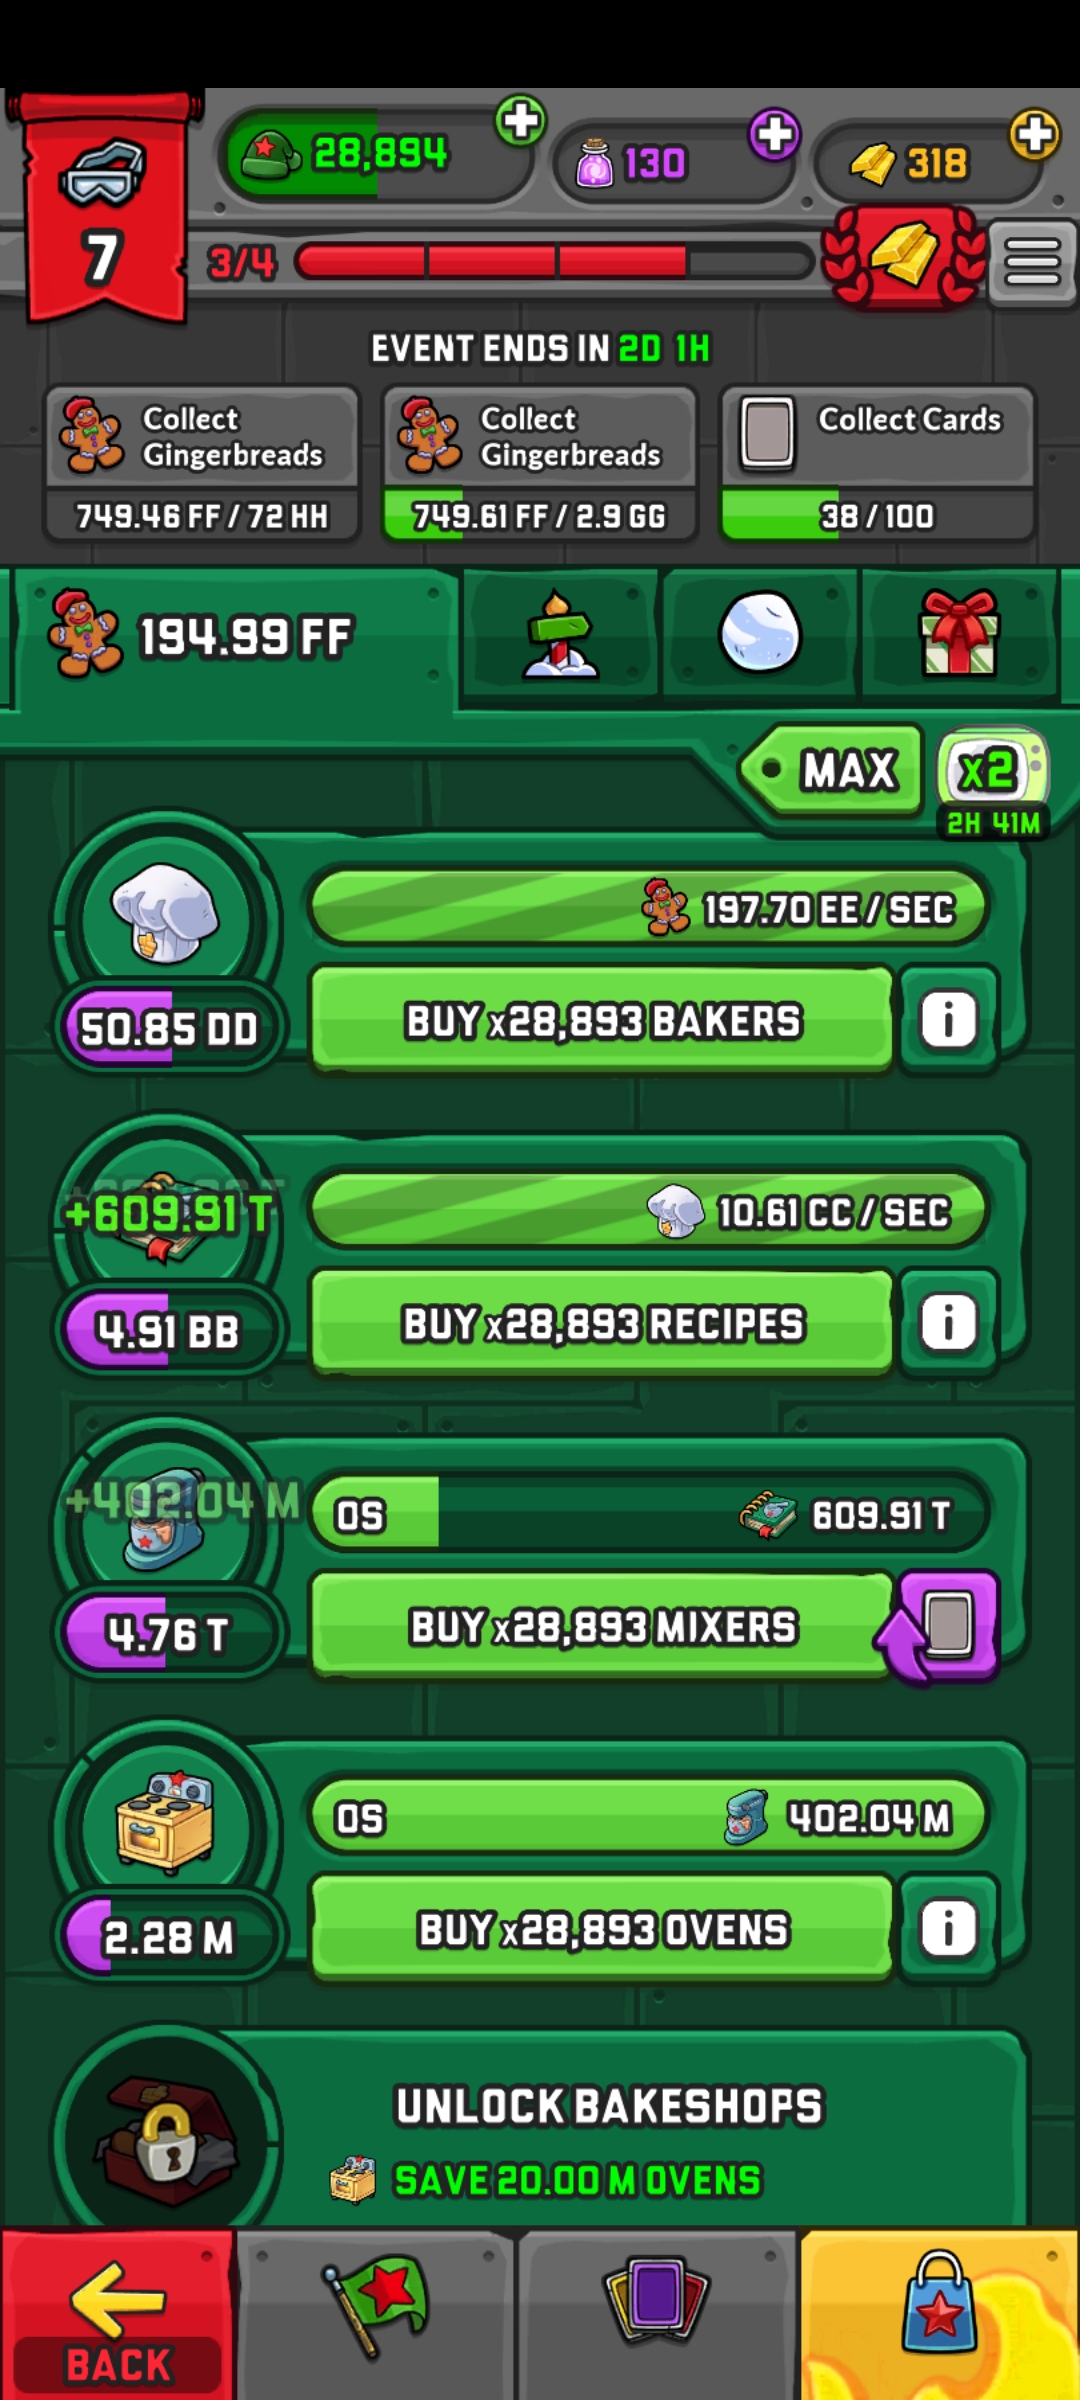 28,894
130
318
7
3/4
EVENT ENDS IN 2D 1H
Collect Gingerbreads
749.46 FF / 72 HH
Collect Gingerbreads
749.61 FF / 2.9 GG
Collect Cards
38 / 100
194.99 FF
MAX
x2
2H 41M
197.70 EE / SEC
50.85 DD
BUY x28,893 BAKERS
i
+609.91 T
10.61 CC / SEC
4.91 BB
BUY x28,893 RECIPES
i
+402.04 M
0S
609.91 T
4.76 T
BUY x28,893 MIXERS
0S
402.04 M
2.28 M
BUY x28,893 OVENS
i
UNLOCK BAKESHOPS
SAVE 20.00 M OVENS
BACK